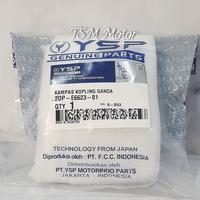 TSM Motor
YSP
GENUINE PARTS
KAMPAS KOPLING GANDA
2DP-E6623-01
QTY 1
N-MAX
TECHNOLOGY FROM JAPAN
Diproduksi oleh : PT. F.C.C. INDONESIA
Didistribusikan oleh :
PT.YSP MOTORINDO PARTS
JAKARTA - INDONESIA